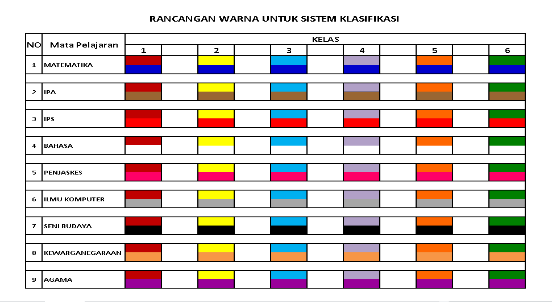 RANCANGAN WARNA UNTUK SISTEM KLASIFIKASI
NO Mata Pelajaran KELAS
1 2 3 4 5 6
1 MATEMATIKA
2 IPA
3 IPS
4 BAHASA
5 PENJASKES
6 ILMU KOMPUTER
7 SENI BUDAYA
8 KEWARGANEGARAAN
9 AGAMA